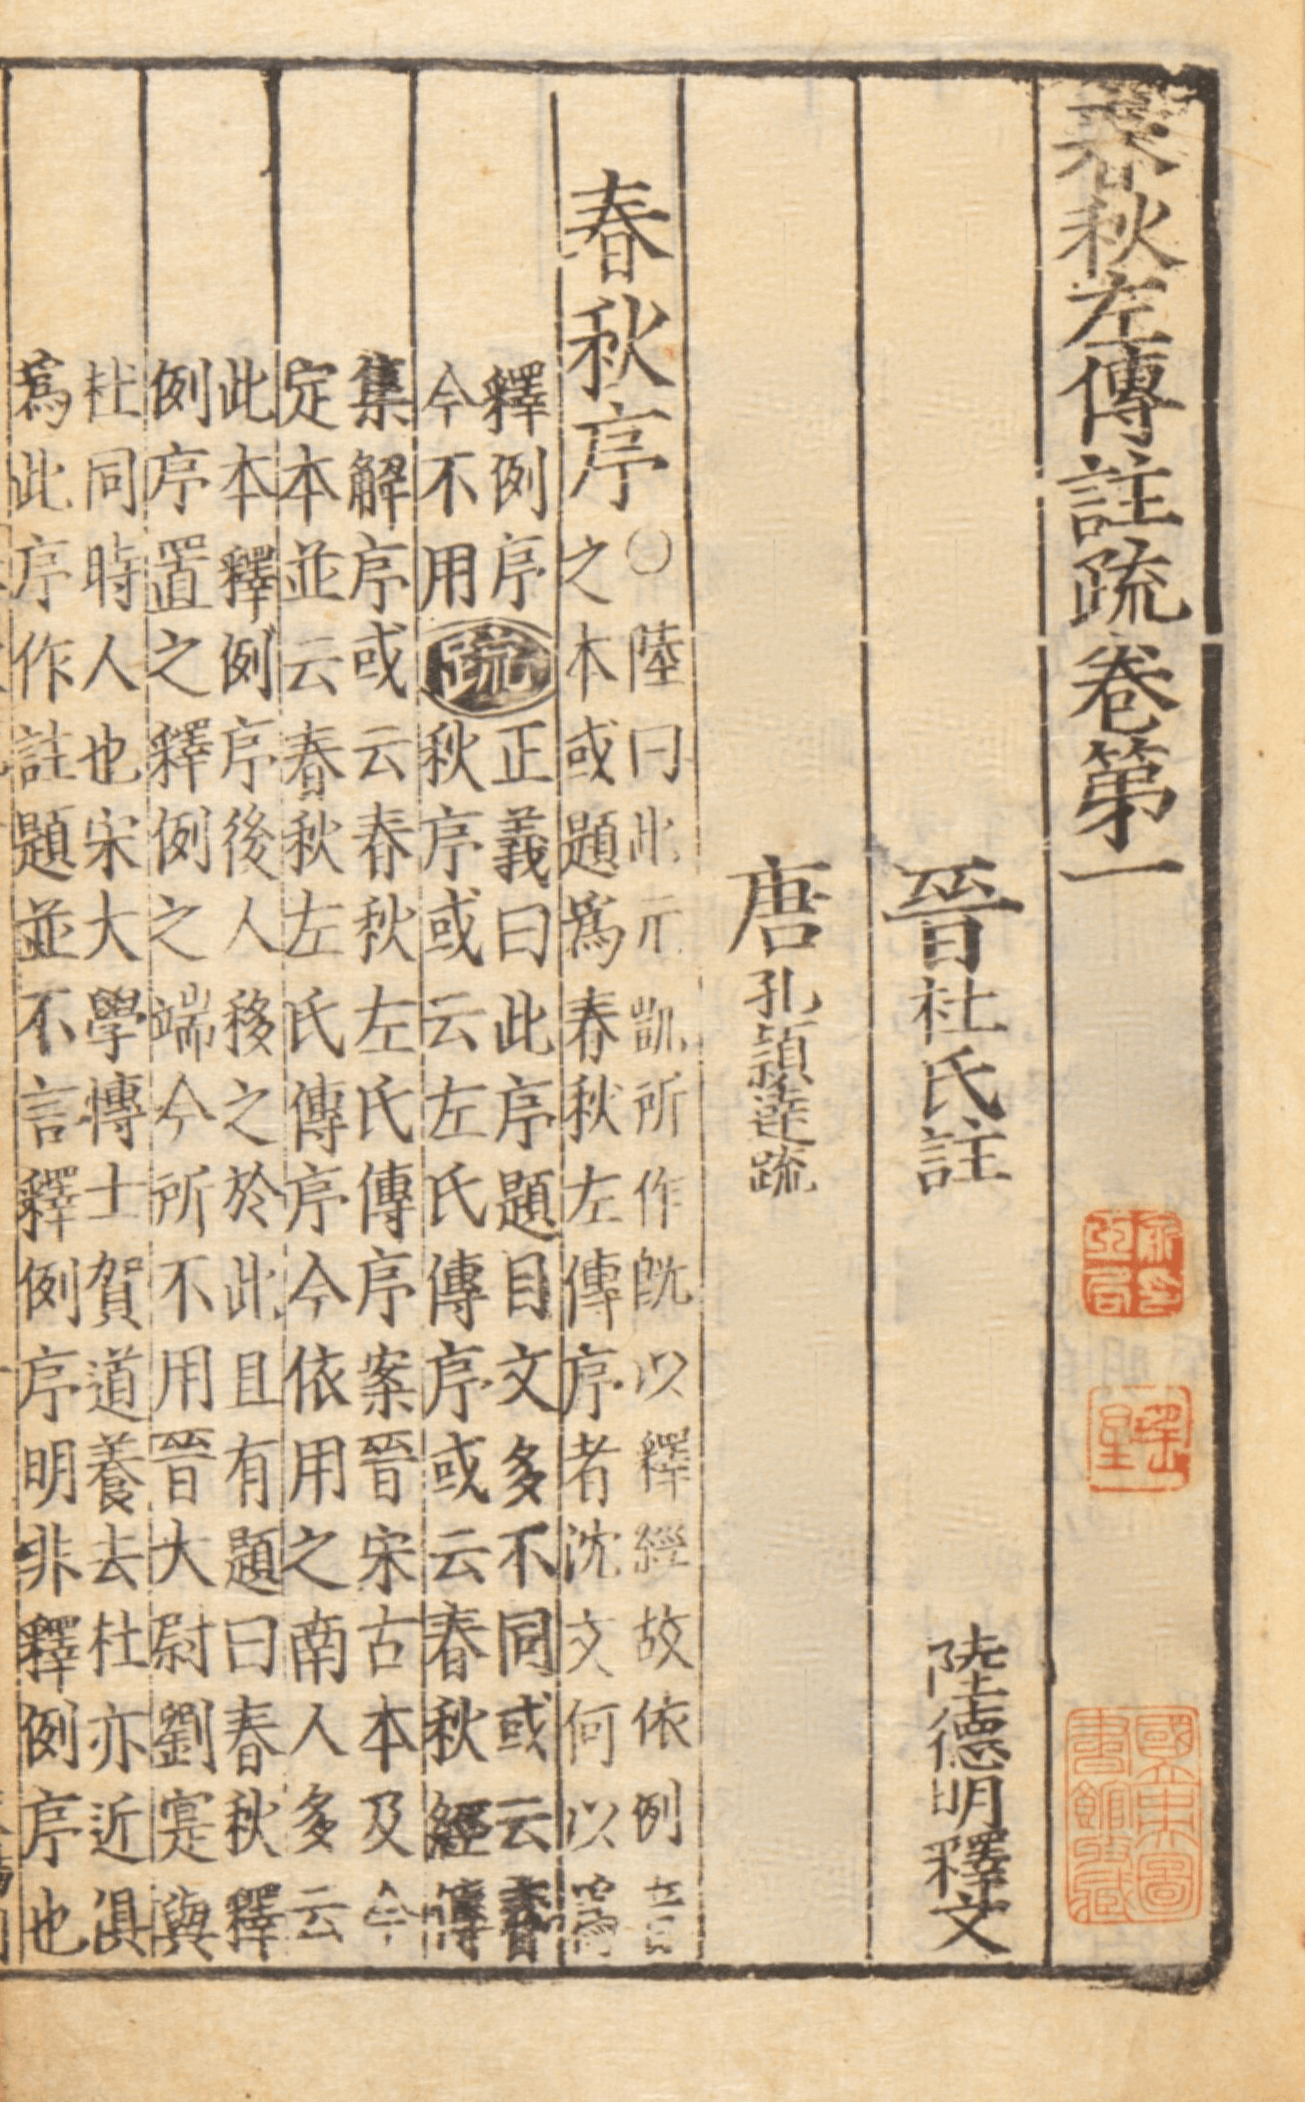 春秋左傳註疏卷第一
晉杜氏註 陸德明釋文
唐孔穎達疏
春秋序
○陸曰此元凱所作既以釋經故依例音
之本或題爲春秋左傳序者沈文何以爲
釋例序
今不用
疏
正義曰此序題目文多不同或云春
秋序或云左氏傳序或云春秋經傳
集解序或云春秋左氏傳序案晉宋古本及今
定本並云春秋左氏傳序今依用之南人多云
此本釋例序後人移之於此且有題曰春秋釋
例序置之釋例之端今所不用晉大尉劉寔與
杜同時人也宋大學博士賀道養去杜亦近俱
爲此序作註題並不言釋例序明非釋例序也